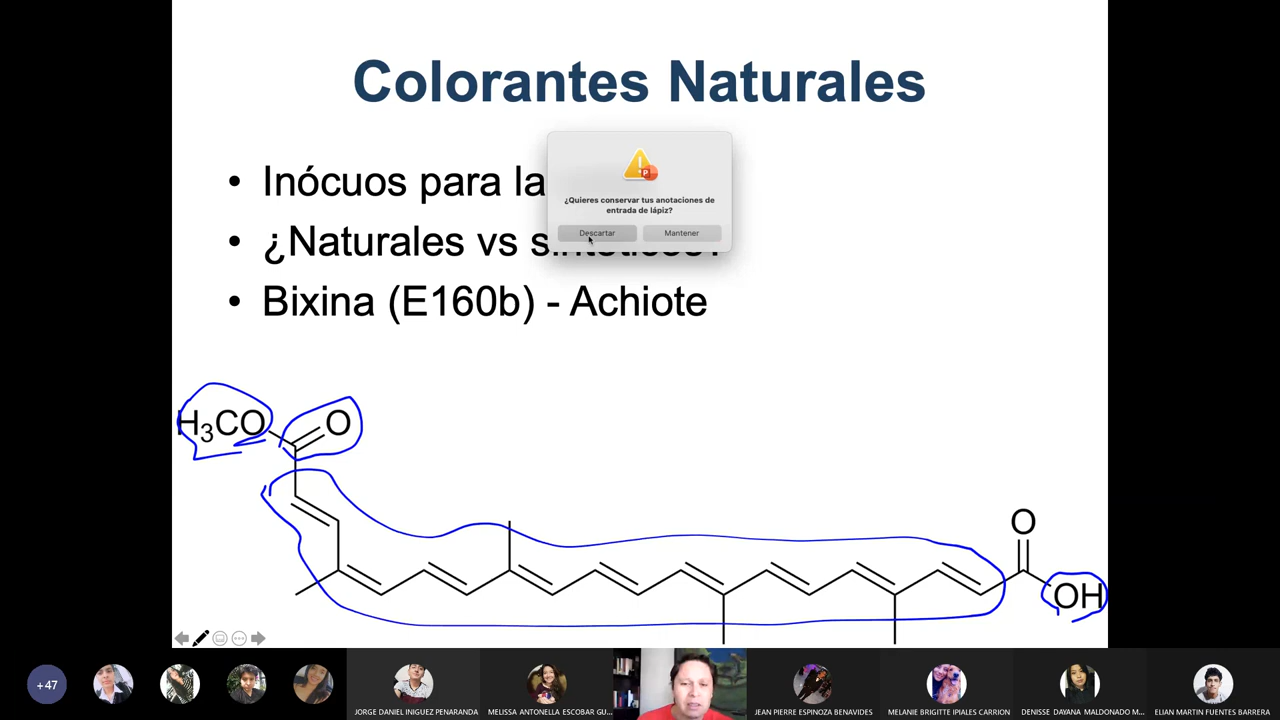 Colorantes Naturales
• Inócuos para la
• ¿Naturales vs
• Bixina (E160b) - Achiote
¿Quieres conservar tus anotaciones de
entrada de lápiz?
Descartar Mantener
H₃CO O
O
OH
+47
JORGE DANIEL INIGUEZ PENARANDA
MELISSA ANTONELLA ESCOBAR GU...
JEAN PIERRE ESPINOZA BENAVIDES
MELANIE BRIGITTE IPIALES CARRION
DENISSE DAYANA MALDONADO M...
ELIAN MARTIN FUENTES BARRERA